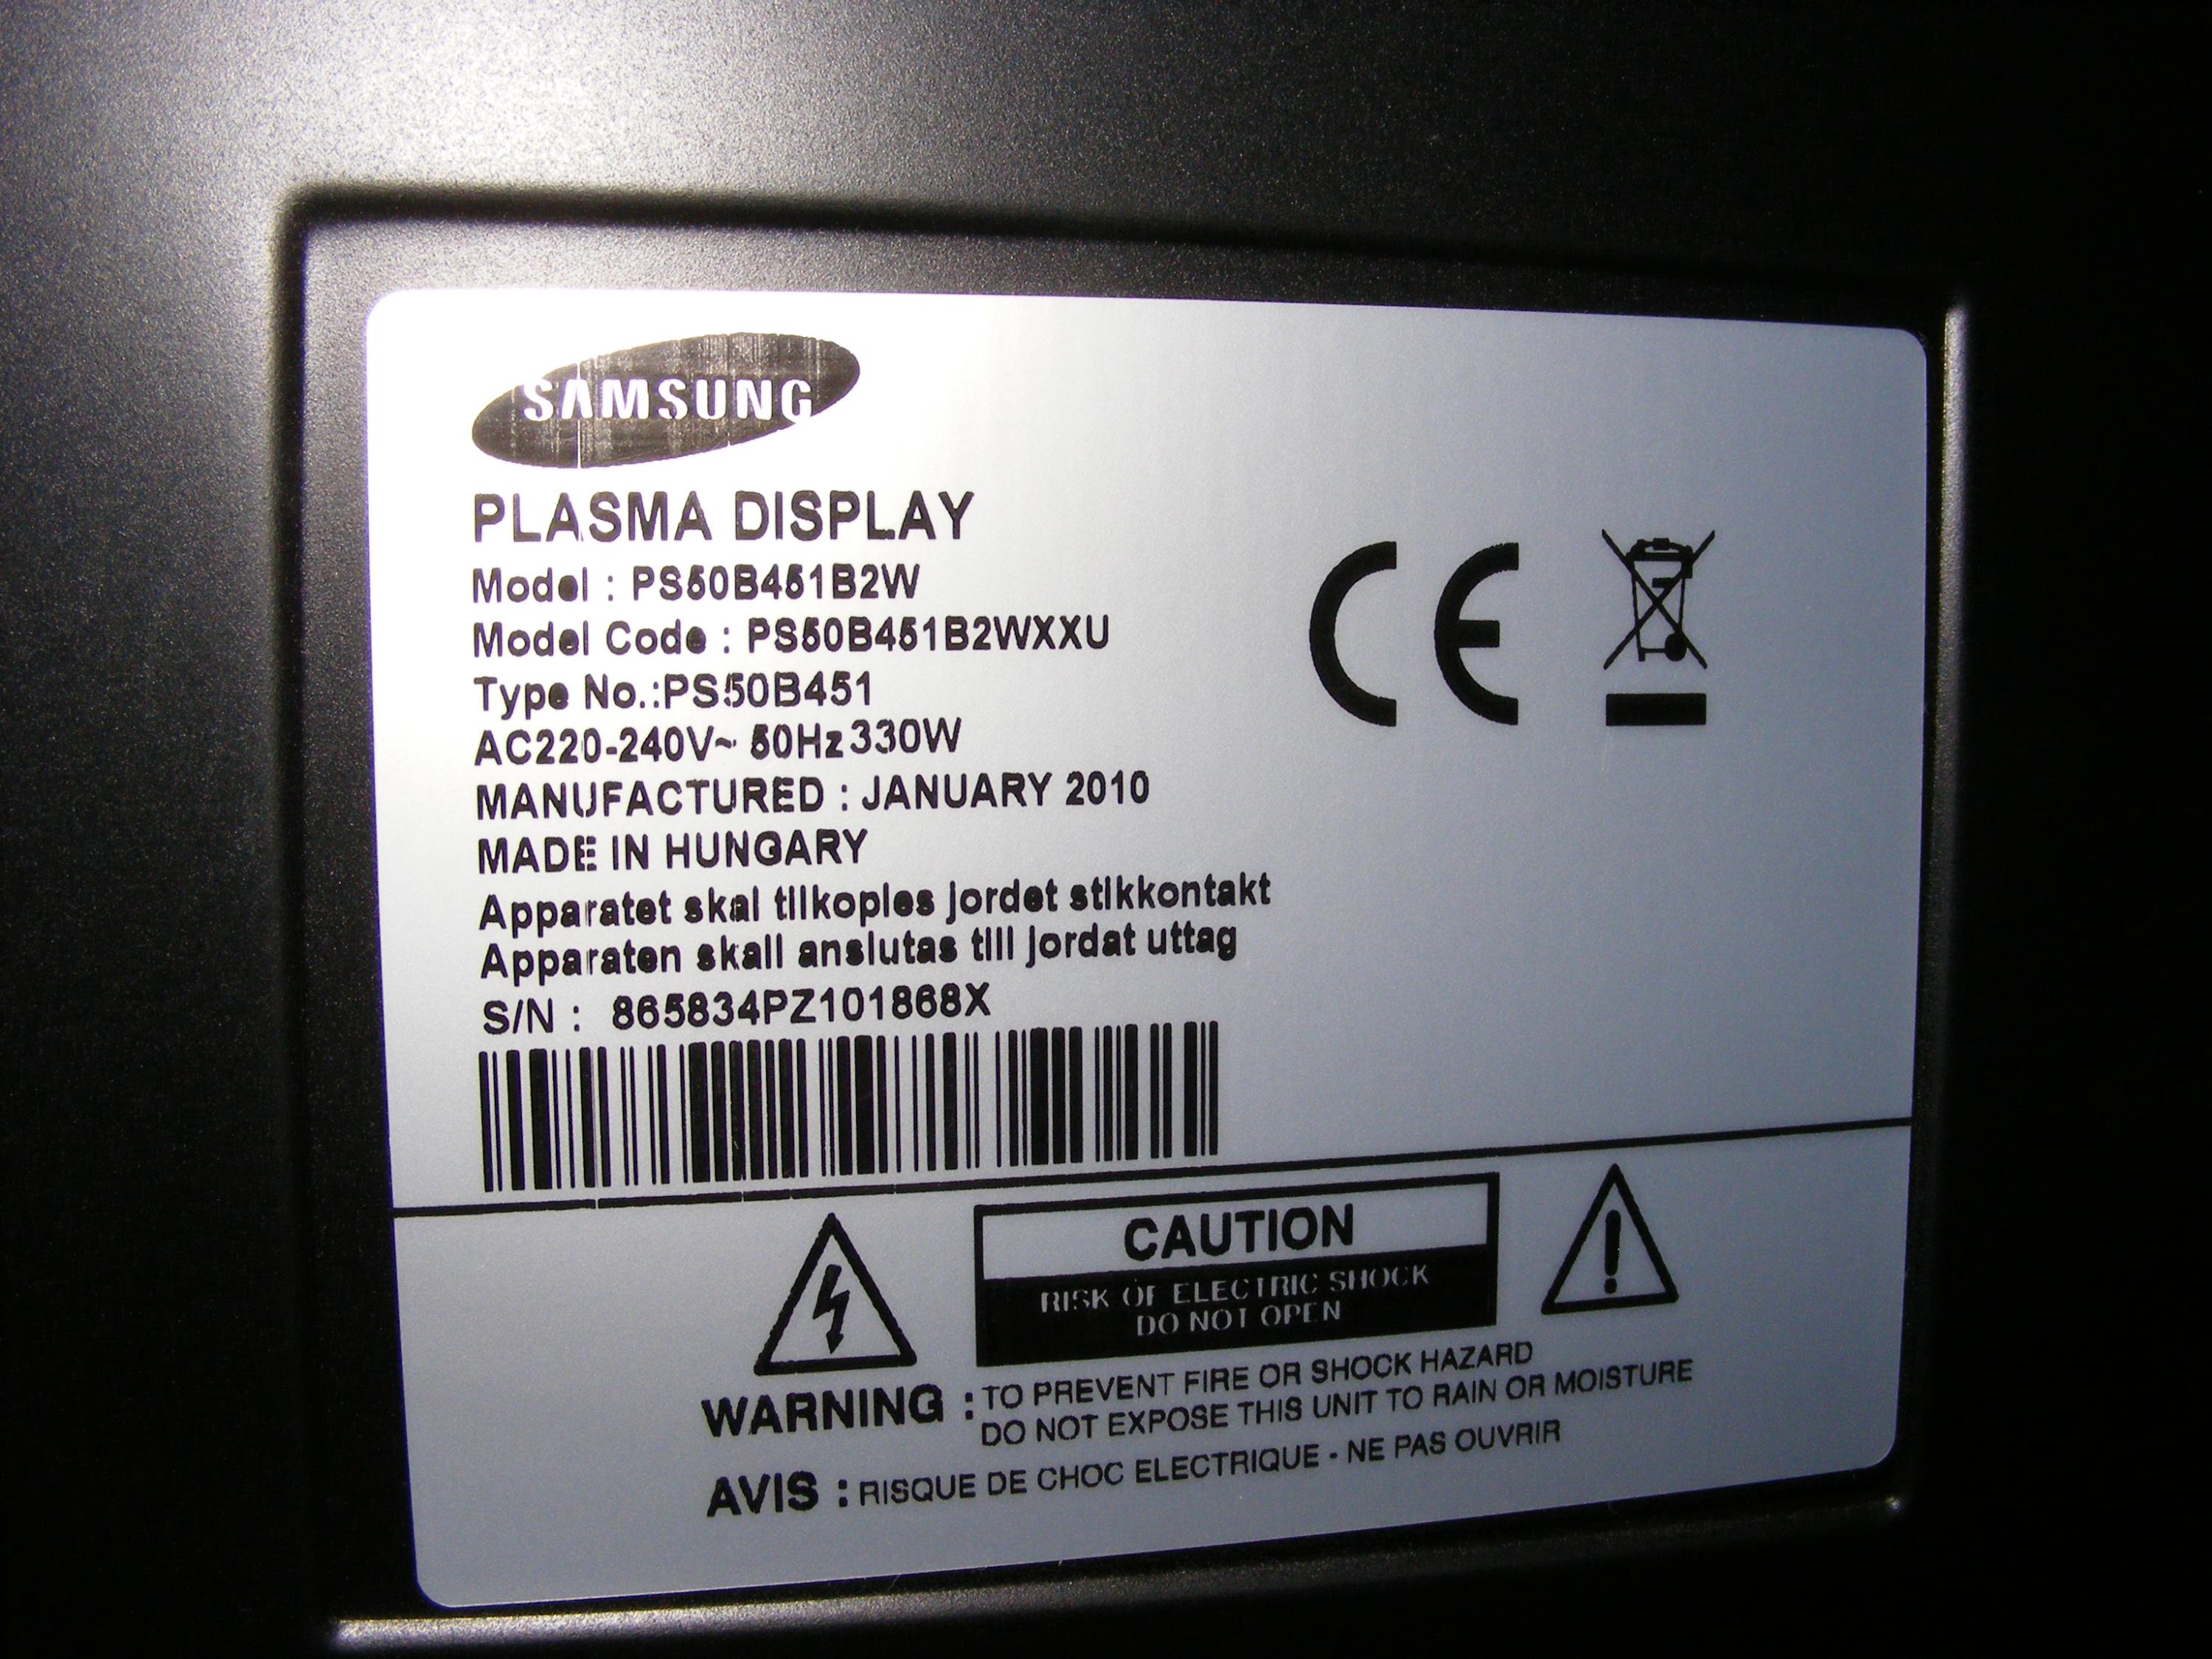 SAMSUNG
PLASMA DISPLAY
Model : PS50B451B2W
Model Code : PS50B451B2WXXU
Type No.:PS50B451
AC220-240V~ 50Hz 330W
MANUFACTURED : JANUARY 2010
MADE IN HUNGARY
Apparatet skal tilkoples jordet stikkontakt
Apparaten skall anslutas till jordat uttag
S/N : 865834PZ101868X
CE
CAUTION
RISK OF ELECTRIC SHOCK
DO NOT OPEN
WARNING : TO PREVENT FIRE OR SHOCK HAZARD
DO NOT EXPOSE THIS UNIT TO RAIN OR MOISTURE
AVIS : RISQUE DE CHOC ELECTRIQUE - NE PAS OUVRIR